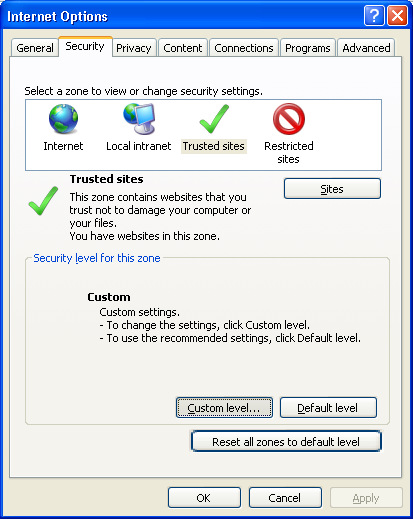 Internet Options
General Security Privacy Content Connections Programs Advanced
Select a zone to view or change security settings.
Internet Local intranet Trusted sites Restricted
sites
Trusted sites
Sites
This zone contains websites that you
trust not to damage your computer or
your files.
You have websites in this zone.
Security level for this zone
Custom
Custom settings.
- To change the settings, click Custom level.
- To use the recommended settings, click Default level.
Custom level... Default level
Reset all zones to default level
OK Cancel Apply